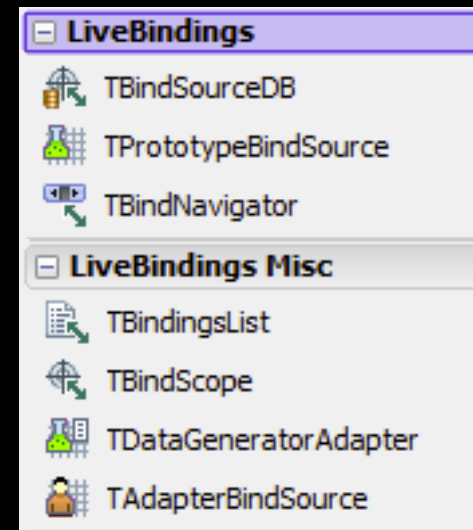 LiveBindings
TBindSourceDB
TPrototypeBindSource
TBindNavigator
LiveBindings Misc
TBindingsList
TBindScope
TDataGeneratorAdapter
TAdapterBindSource